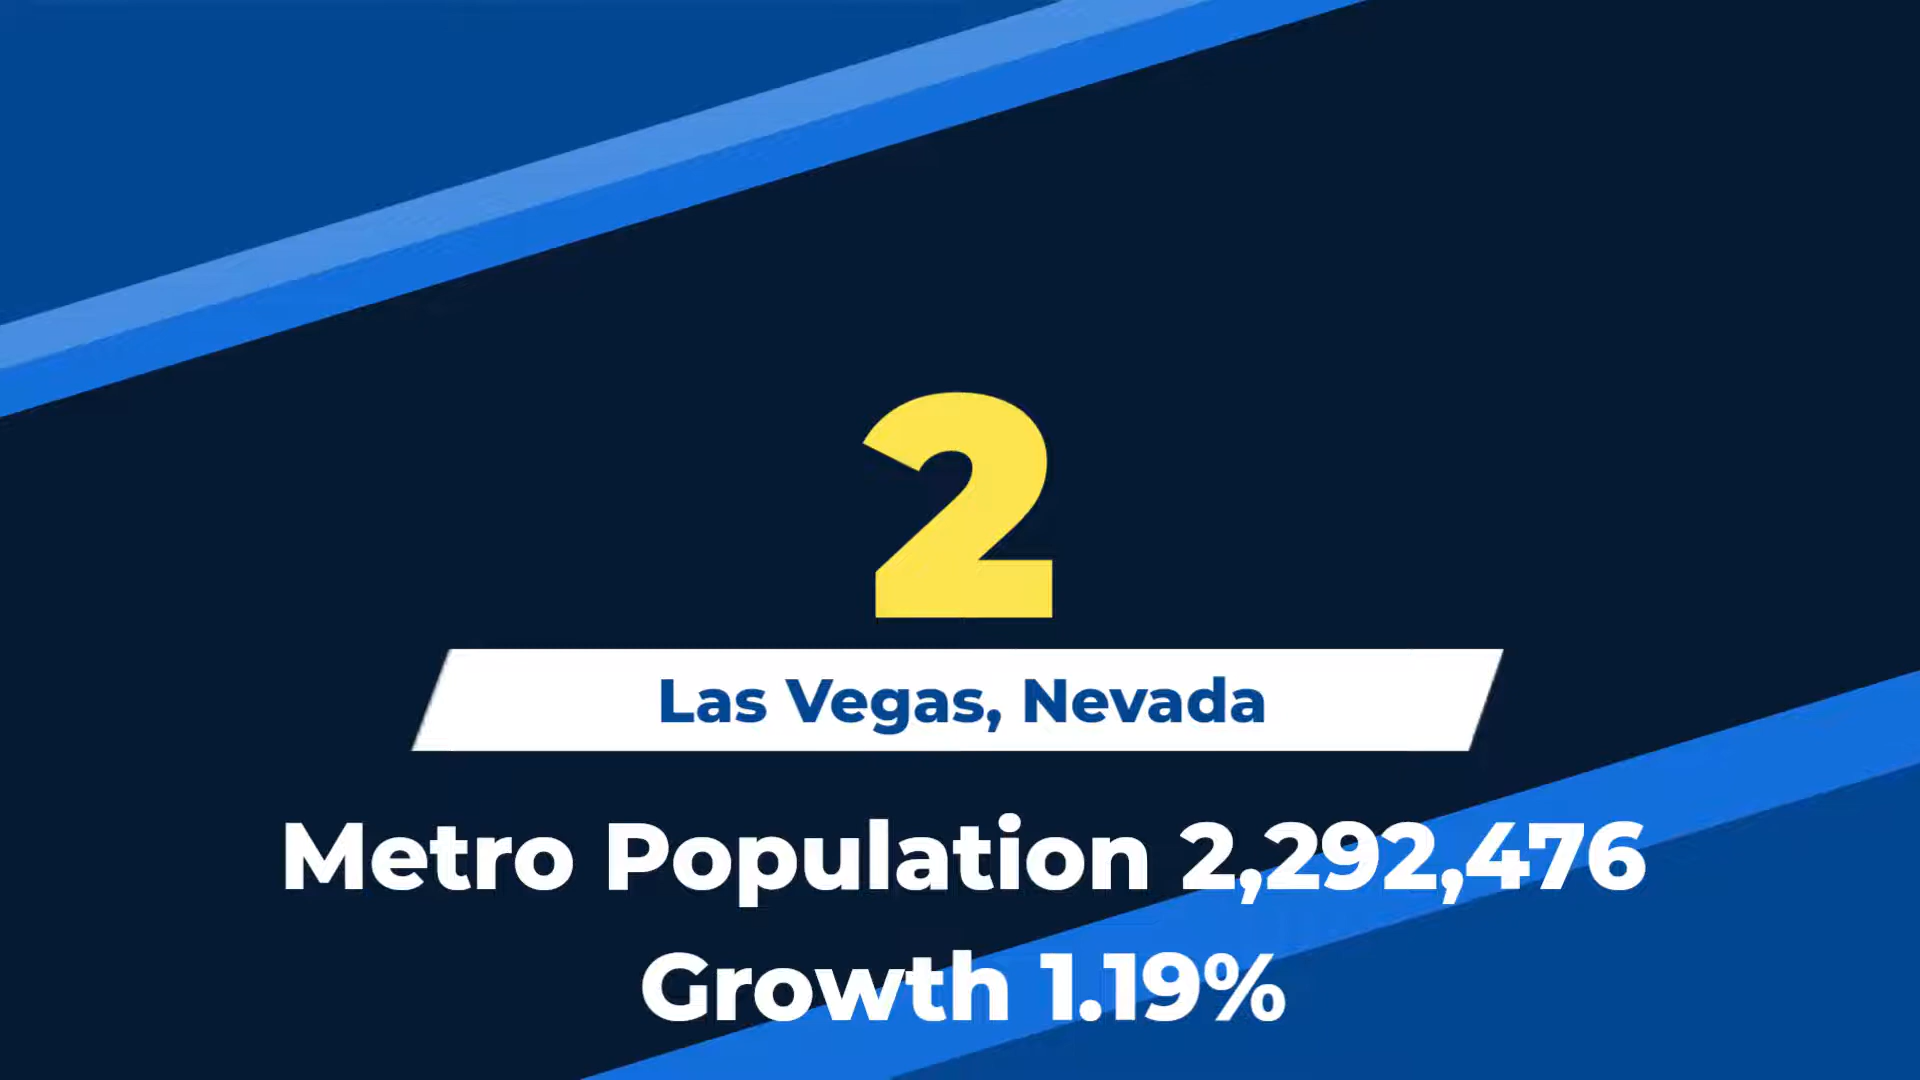 2
Las Vegas, Nevada
Metro Population 2,292,476
Growth 1.19%